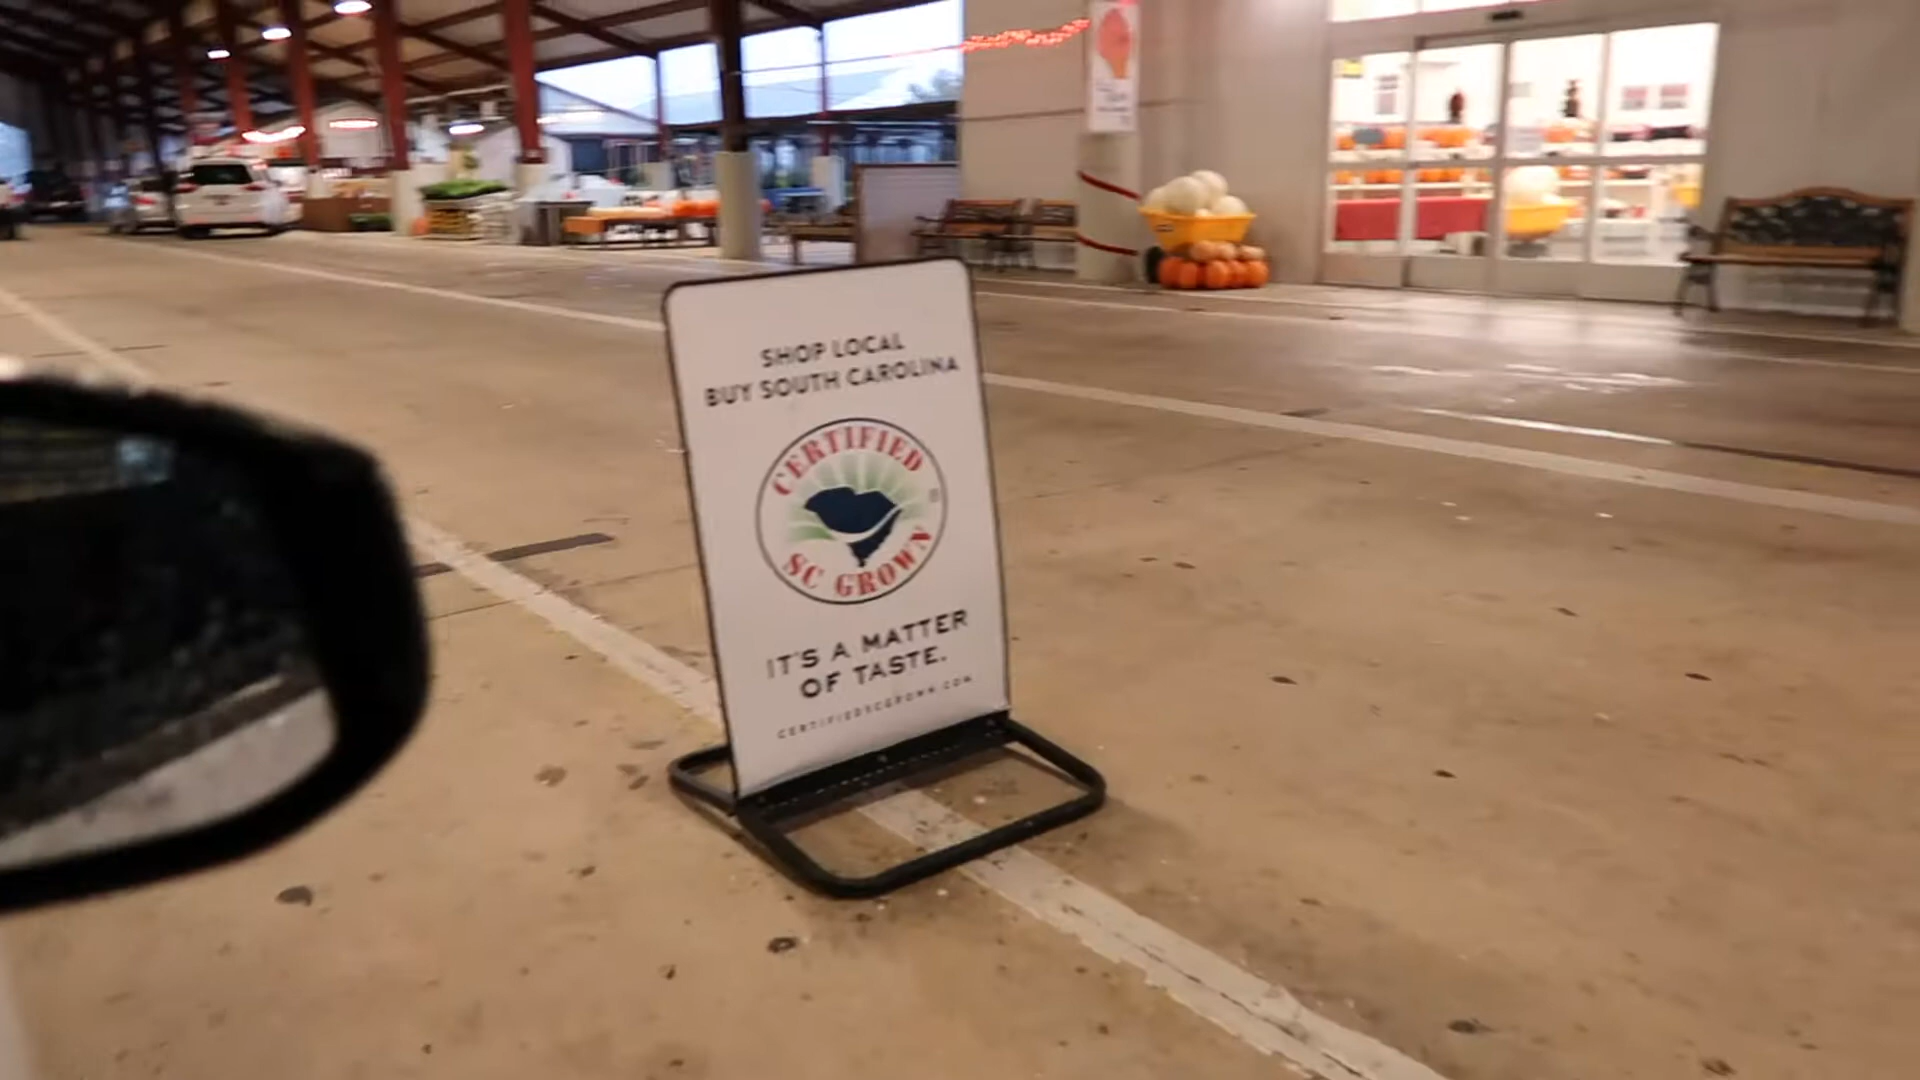 SHOP LOCAL
BUY SOUTH CAROLINA
CERTIFIED
®
SC GROWN
IT'S A MATTER
OF TASTE.
CERTIFIEDSCGROWN.COM